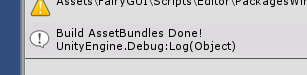 Assets\FairyGUI\Scripts\Editor\PackagesWin
Build AssetBundles Done!
UnityEngine.Debug:Log(Object)